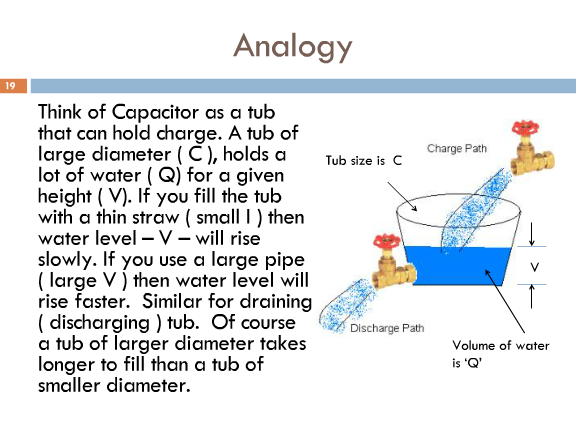 Analogy
19
Think of Capacitor as a tub
that can hold charge. A tub of
large diameter ( C ), holds a
lot of water ( Q) for a given
height ( V). If you fill the tub
with a thin straw ( small I ) then
water level – V – will rise
slowly. If you use a large pipe
( large V ) then water level will
rise faster.  Similar for draining
( discharging ) tub.  Of course
a tub of larger diameter takes
longer to fill than a tub of
smaller diameter.
Charge Path
Tub size is  C
V
Discharge Path
Volume of water
is ‘Q’